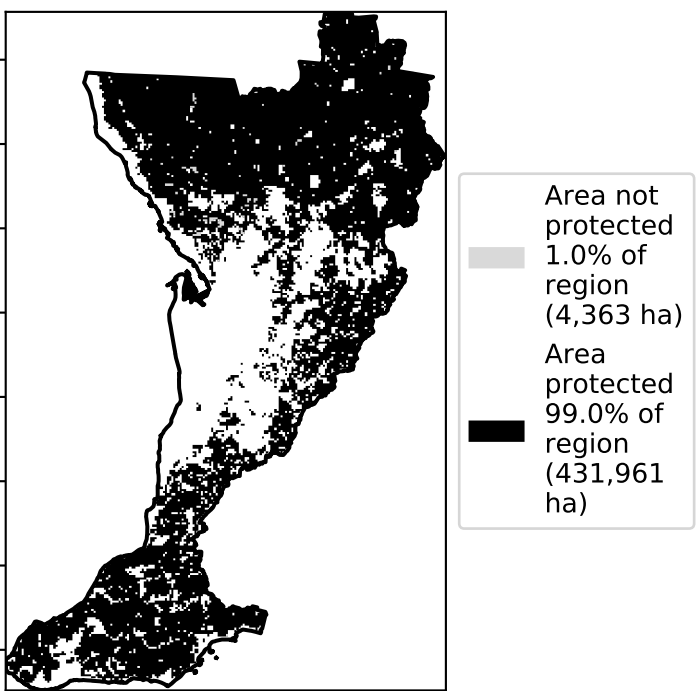 Area not
protected
1.0% of
region
(4,363 ha)
Area
protected
99.0% of
region
(431,961
ha)